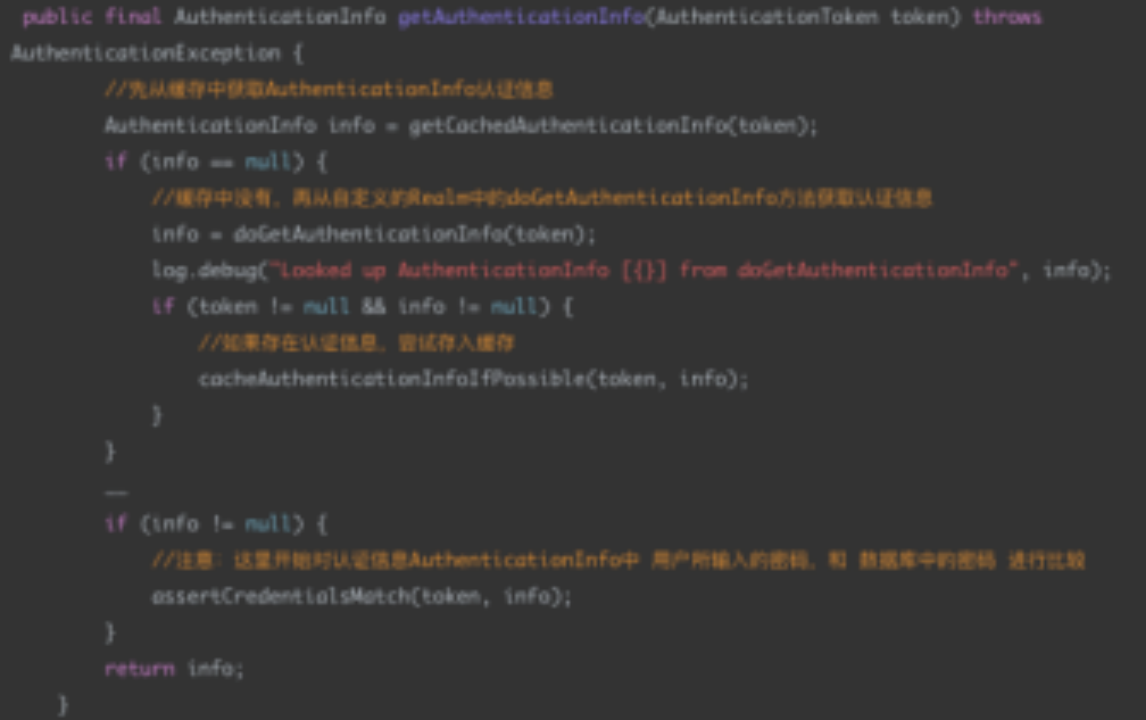 public final AuthenticationInfo getAuthenticationInfo(AuthenticationToken token) throws
AuthenticationException {
//先从缓存中获取AuthenticationInfo认证信息
AuthenticationInfo info = getCachedAuthenticationInfo(token);
if (info == null) {
//缓存中没有，再从自定义的Realm中的doGetAuthenticationInfo方法获取认证信息
info = doGetAuthenticationInfo(token);
log.debug("Looked up AuthenticationInfo [{}] from doGetAuthenticationInfo", info);
if (token != null && info != null) {
//如果存在认证信息，尝试存入缓存
cacheAuthenticationInfoIfPossible(token, info);
}
}
……
if (info != null) {
//注意：这里开始对认证信息AuthenticationInfo中 用户所输入的密码，和 数据库中的密码 进行比较
assertCredentialsMatch(token, info);
}
return info;
}